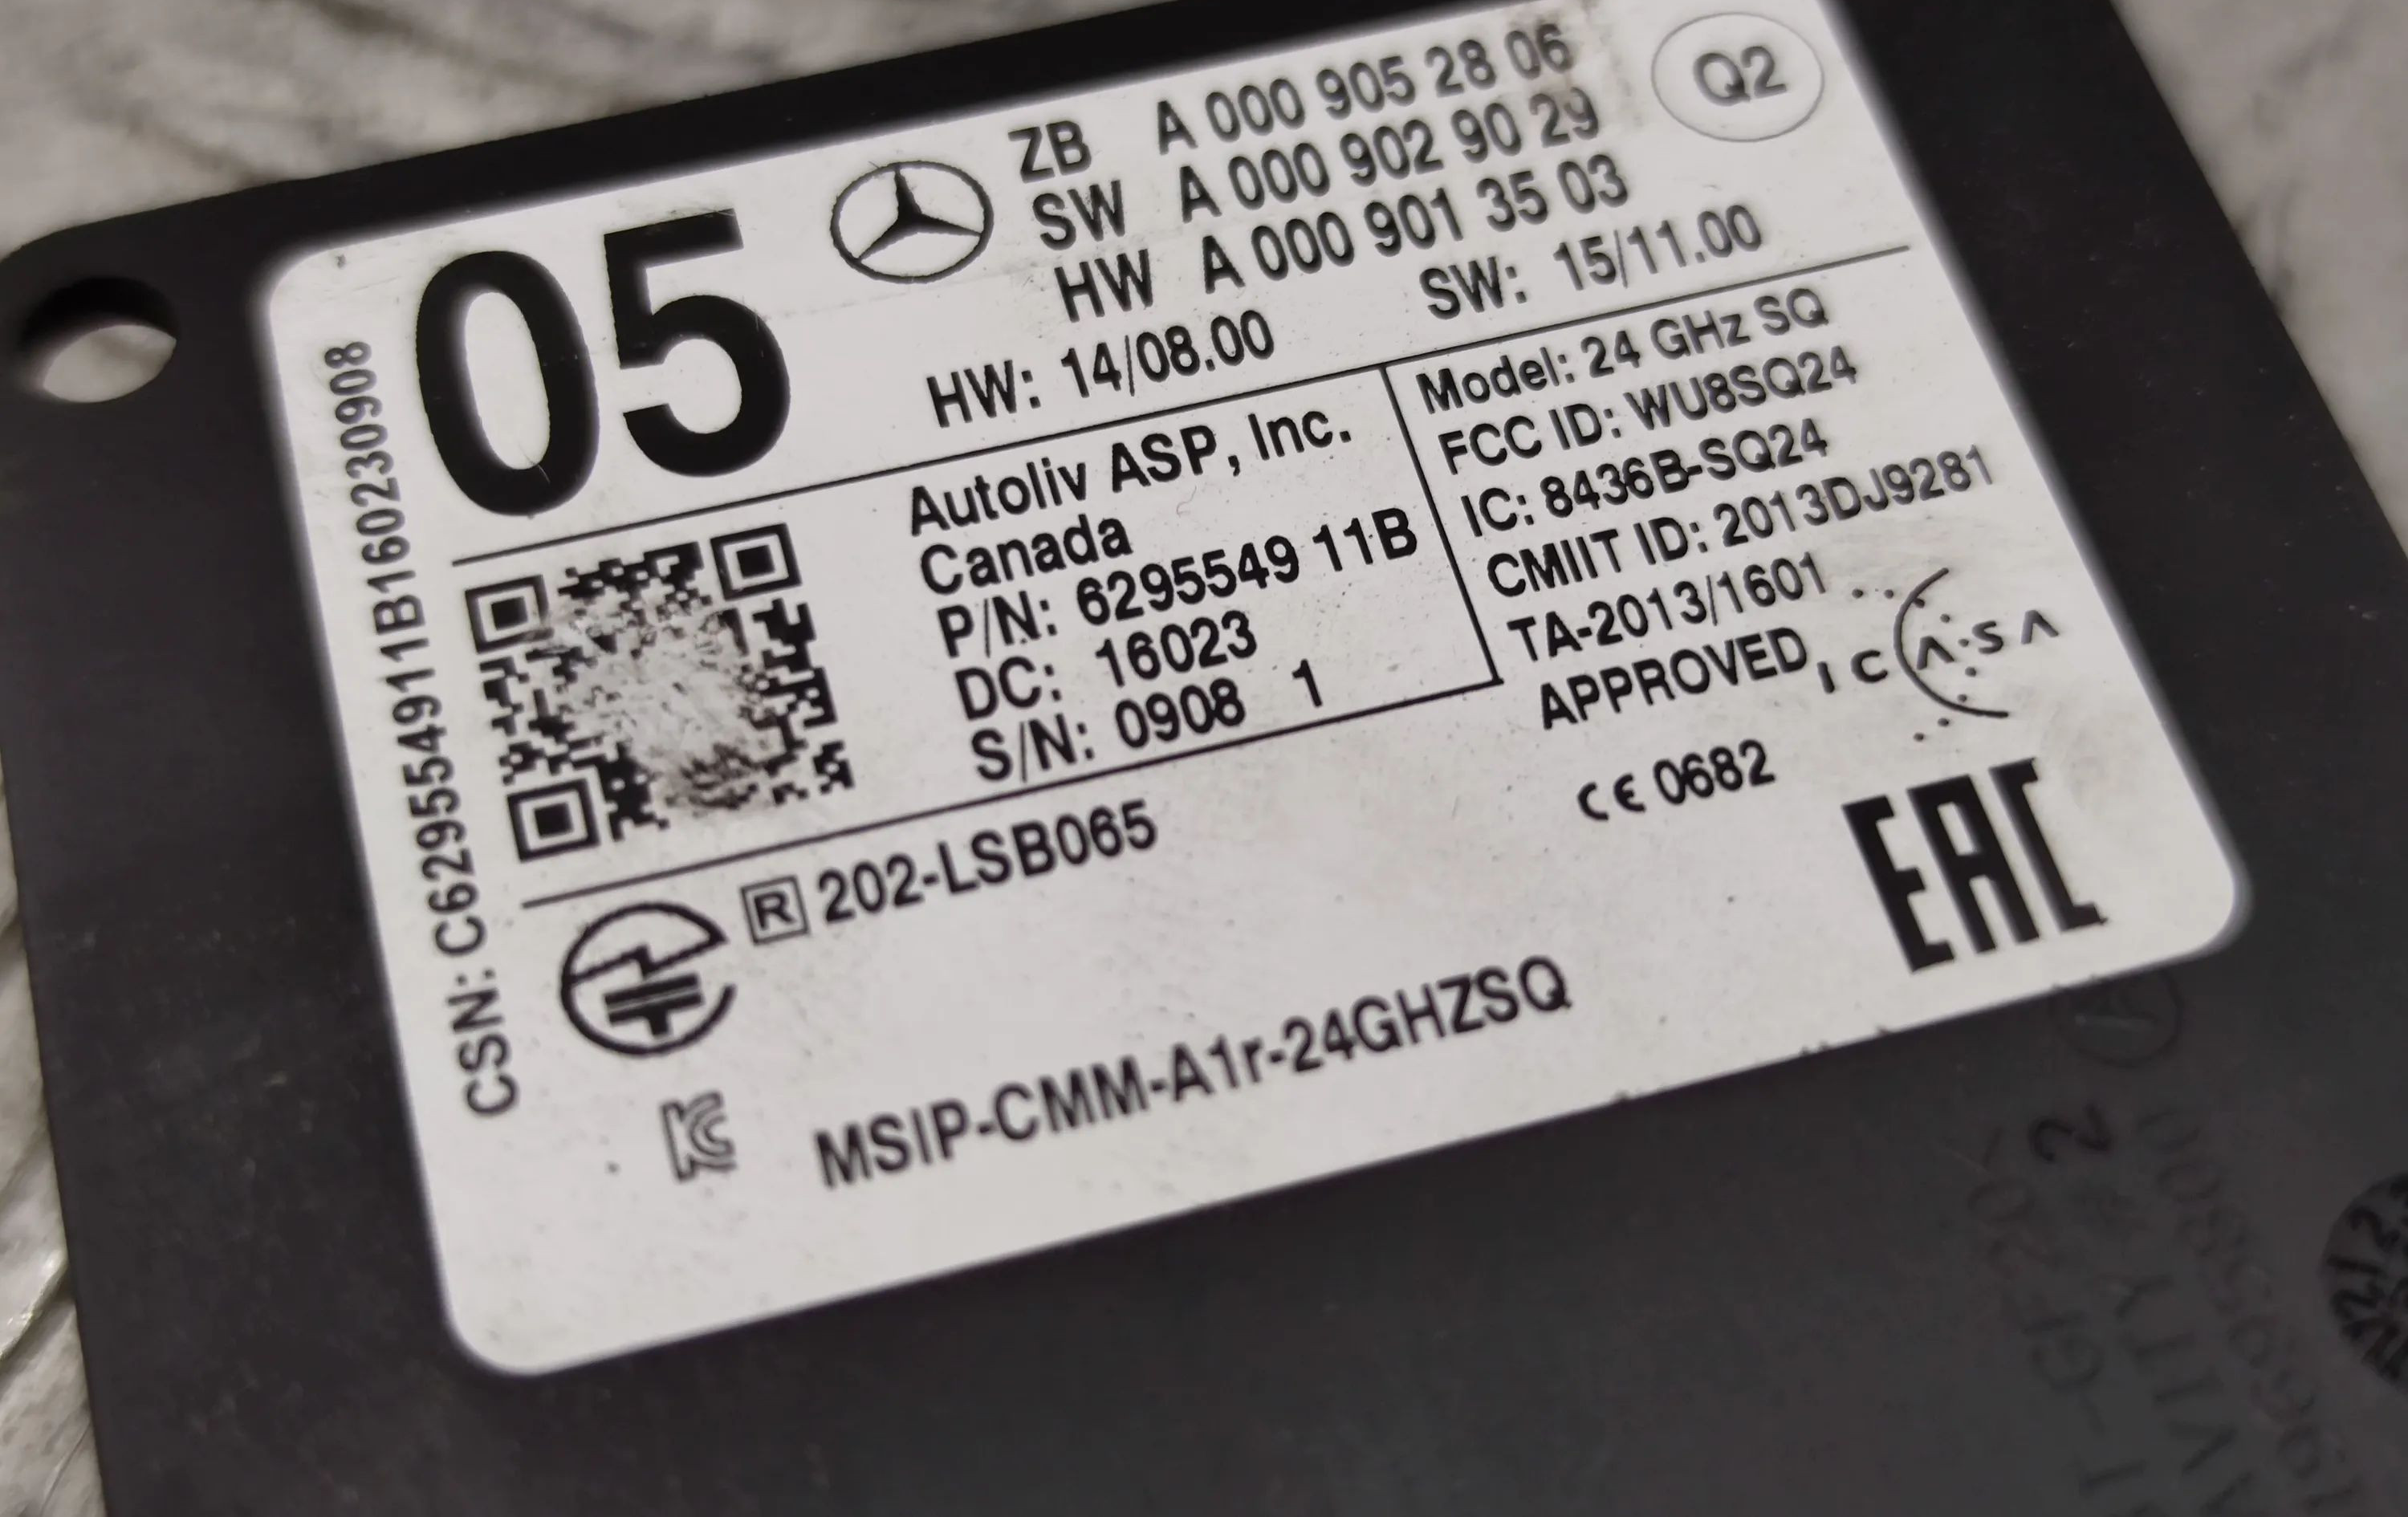 05
ZB A 000 905 28 06
SW A 000 902 90 29
HW A 000 901 35 03
Q2
HW: 14/08.00 SW: 15/11.00
CSN: C629554911B160230908
Autoliv ASP, Inc.
Canada
P/N: 6295549 11B
DC: 16023
S/N: 0908 1
Model: 24 GHz SQ
FCC ID: WU8SQ24
IC: 8436B-SQ24
CMIIT ID: 2013DJ9281
TA-2013/1601
APPROVED
ICASA
CE 0682
EAC
R 202-LSB065
KC MSIP-CMM-A1r-24GHZSQ